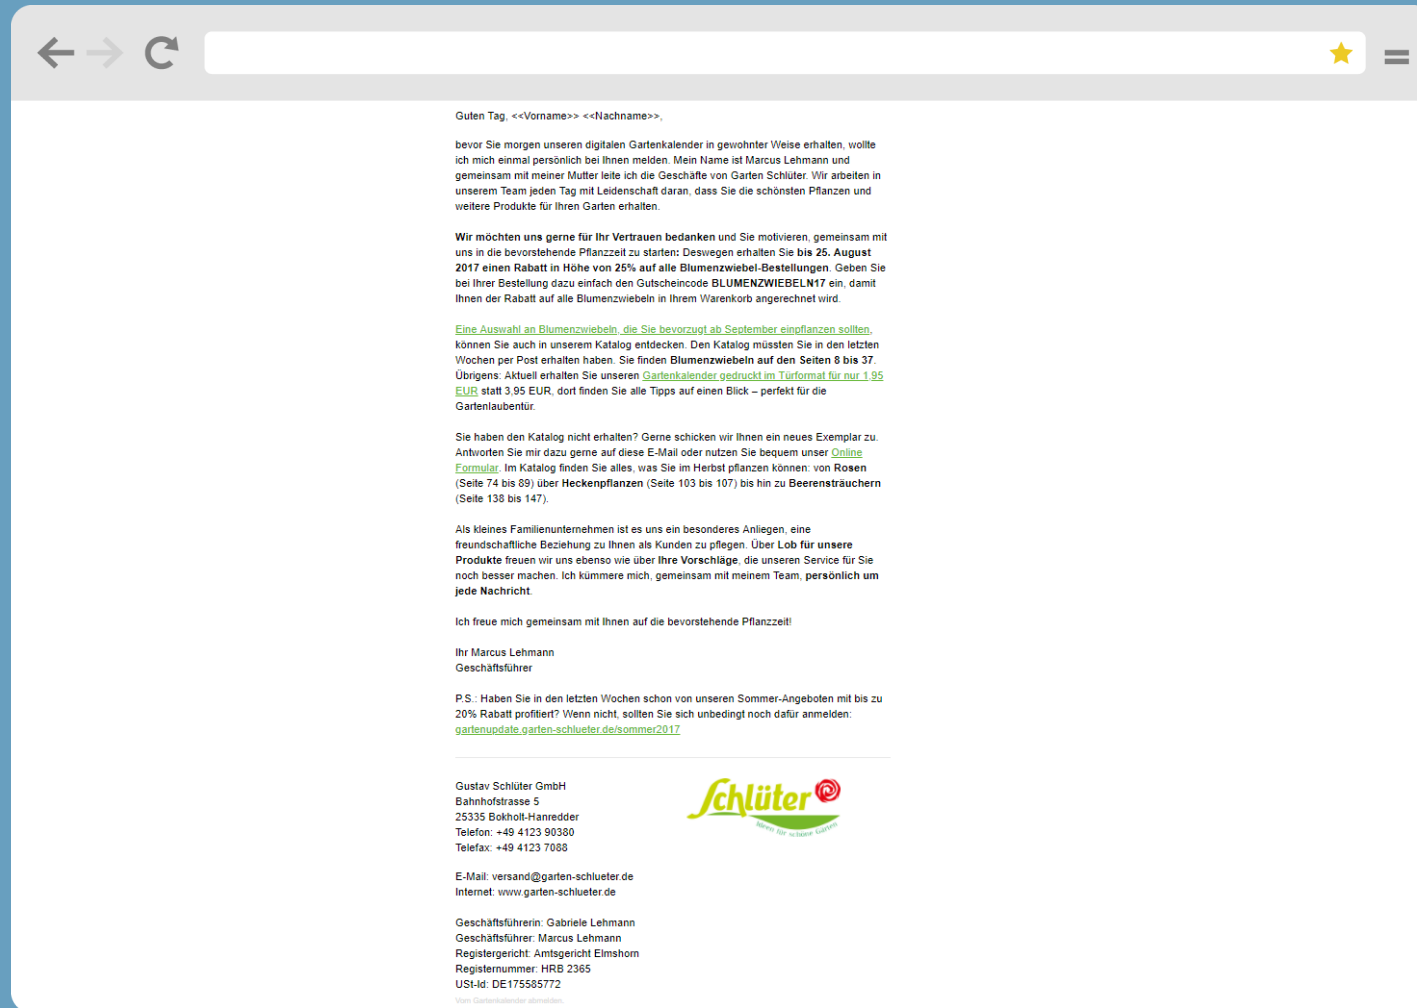 Guten Tag, <<Vorname>> <<Nachname>>,
bevor Sie morgen unseren digitalen Gartenkalender in gewohnter Weise erhalten, wollte
ich mich einmal persönlich bei Ihnen melden. Mein Name ist Marcus Lehmann und
gemeinsam mit meiner Mutter leite ich die Geschäfte von Garten Schlüter. Wir arbeiten in
unserem Team jeden Tag mit Leidenschaft daran, dass Sie die schönsten Pflanzen und
weitere Produkte für Ihren Garten erhalten.
Wir möchten uns gerne für Ihr Vertrauen bedanken und Sie motivieren, gemeinsam mit
uns in die bevorstehende Pflanzzeit zu starten: Deswegen erhalten Sie bis 25. August
2017 einen Rabatt in Höhe von 25% auf alle Blumenzwiebel-Bestellungen. Geben Sie
bei Ihrer Bestellung dazu einfach den Gutscheincode BLUMENZWIEBELN17 ein, damit
Ihnen der Rabatt auf alle Blumenzwiebeln in Ihrem Warenkorb angerechnet wird.
Eine Auswahl an Blumenzwiebeln, die Sie bevorzugt ab September einpflanzen sollten,
können Sie auch in unserem Katalog entdecken. Den Katalog müssten Sie in den letzten
Wochen per Post erhalten haben. Sie finden Blumenzwiebeln auf den Seiten 8 bis 37.
Übrigens: Aktuell erhalten Sie unseren Gartenkalender gedruckt im Türformat für nur 1,95
EUR statt 3,95 EUR, dort finden Sie alle Tipps auf einen Blick – perfekt für die
Gartenlaubentür.
Sie haben den Katalog nicht erhalten? Gerne schicken wir Ihnen ein neues Exemplar zu.
Antworten Sie mir dazu gerne auf diese E-Mail oder nutzen Sie bequem unser Online
Formular. Im Katalog finden Sie alles, was Sie im Herbst pflanzen können: von Rosen
(Seite 74 bis 89) über Heckenpflanzen (Seite 103 bis 107) bis hin zu Beerensträuchern
(Seite 138 bis 147).
Als kleines Familienunternehmen ist es uns ein besonderes Anliegen, eine
freundschaftliche Beziehung zu Ihnen als Kunden zu pflegen. Über Lob für unsere
Produkte freuen wir uns ebenso wie über Ihre Vorschläge, die unseren Service für Sie
noch besser machen. Ich kümmere mich, gemeinsam mit meinem Team, persönlich um
jede Nachricht.
Ich freue mich gemeinsam mit Ihnen auf die bevorstehende Pflanzzeit!
Ihr Marcus Lehmann
Geschäftsführer
P.S.: Haben Sie in den letzten Wochen schon von unseren Sommer-Angeboten mit bis zu
20% Rabatt profitiert? Wenn nicht, sollten Sie sich unbedingt noch dafür anmelden:
gartenupdate.garten-schlueter.de/sommer2017
Gustav Schlüter GmbH
Bahnhofstrasse 5
25335 Bokholt-Hanredder
Telefon: +49 4123 90380
Telefax: +49 4123 7088
Schlüter
Ideen für schöne Gärten
E-Mail: versand@garten-schlueter.de
Internet: www.garten-schlueter.de
Geschäftsführerin: Gabriele Lehmann
Geschäftsführer: Marcus Lehmann
Registergericht: Amtsgericht Elmshorn
Registernummer: HRB 2365
USt-Id: DE175585772
Vom Gartenkalender abmelden.